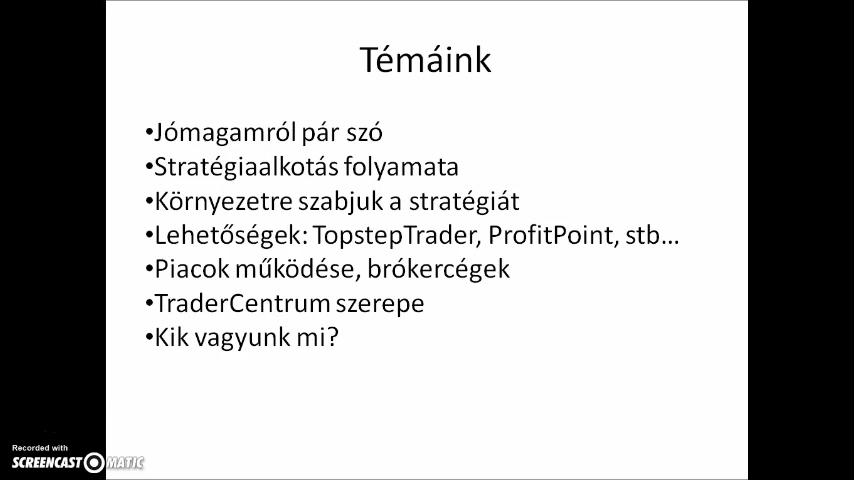 Témáink
•Jómagamról pár szó
•Stratégiaalkotás folyamata
•Környezetre szabjuk a stratégiát
•Lehetőségek: TopstepTrader, ProfitPoint, stb...
•Piacok működése, brókercégek
•TraderCentrum szerepe
•Kik vagyunk mi?
Recorded with
SCREENCAST MATIC